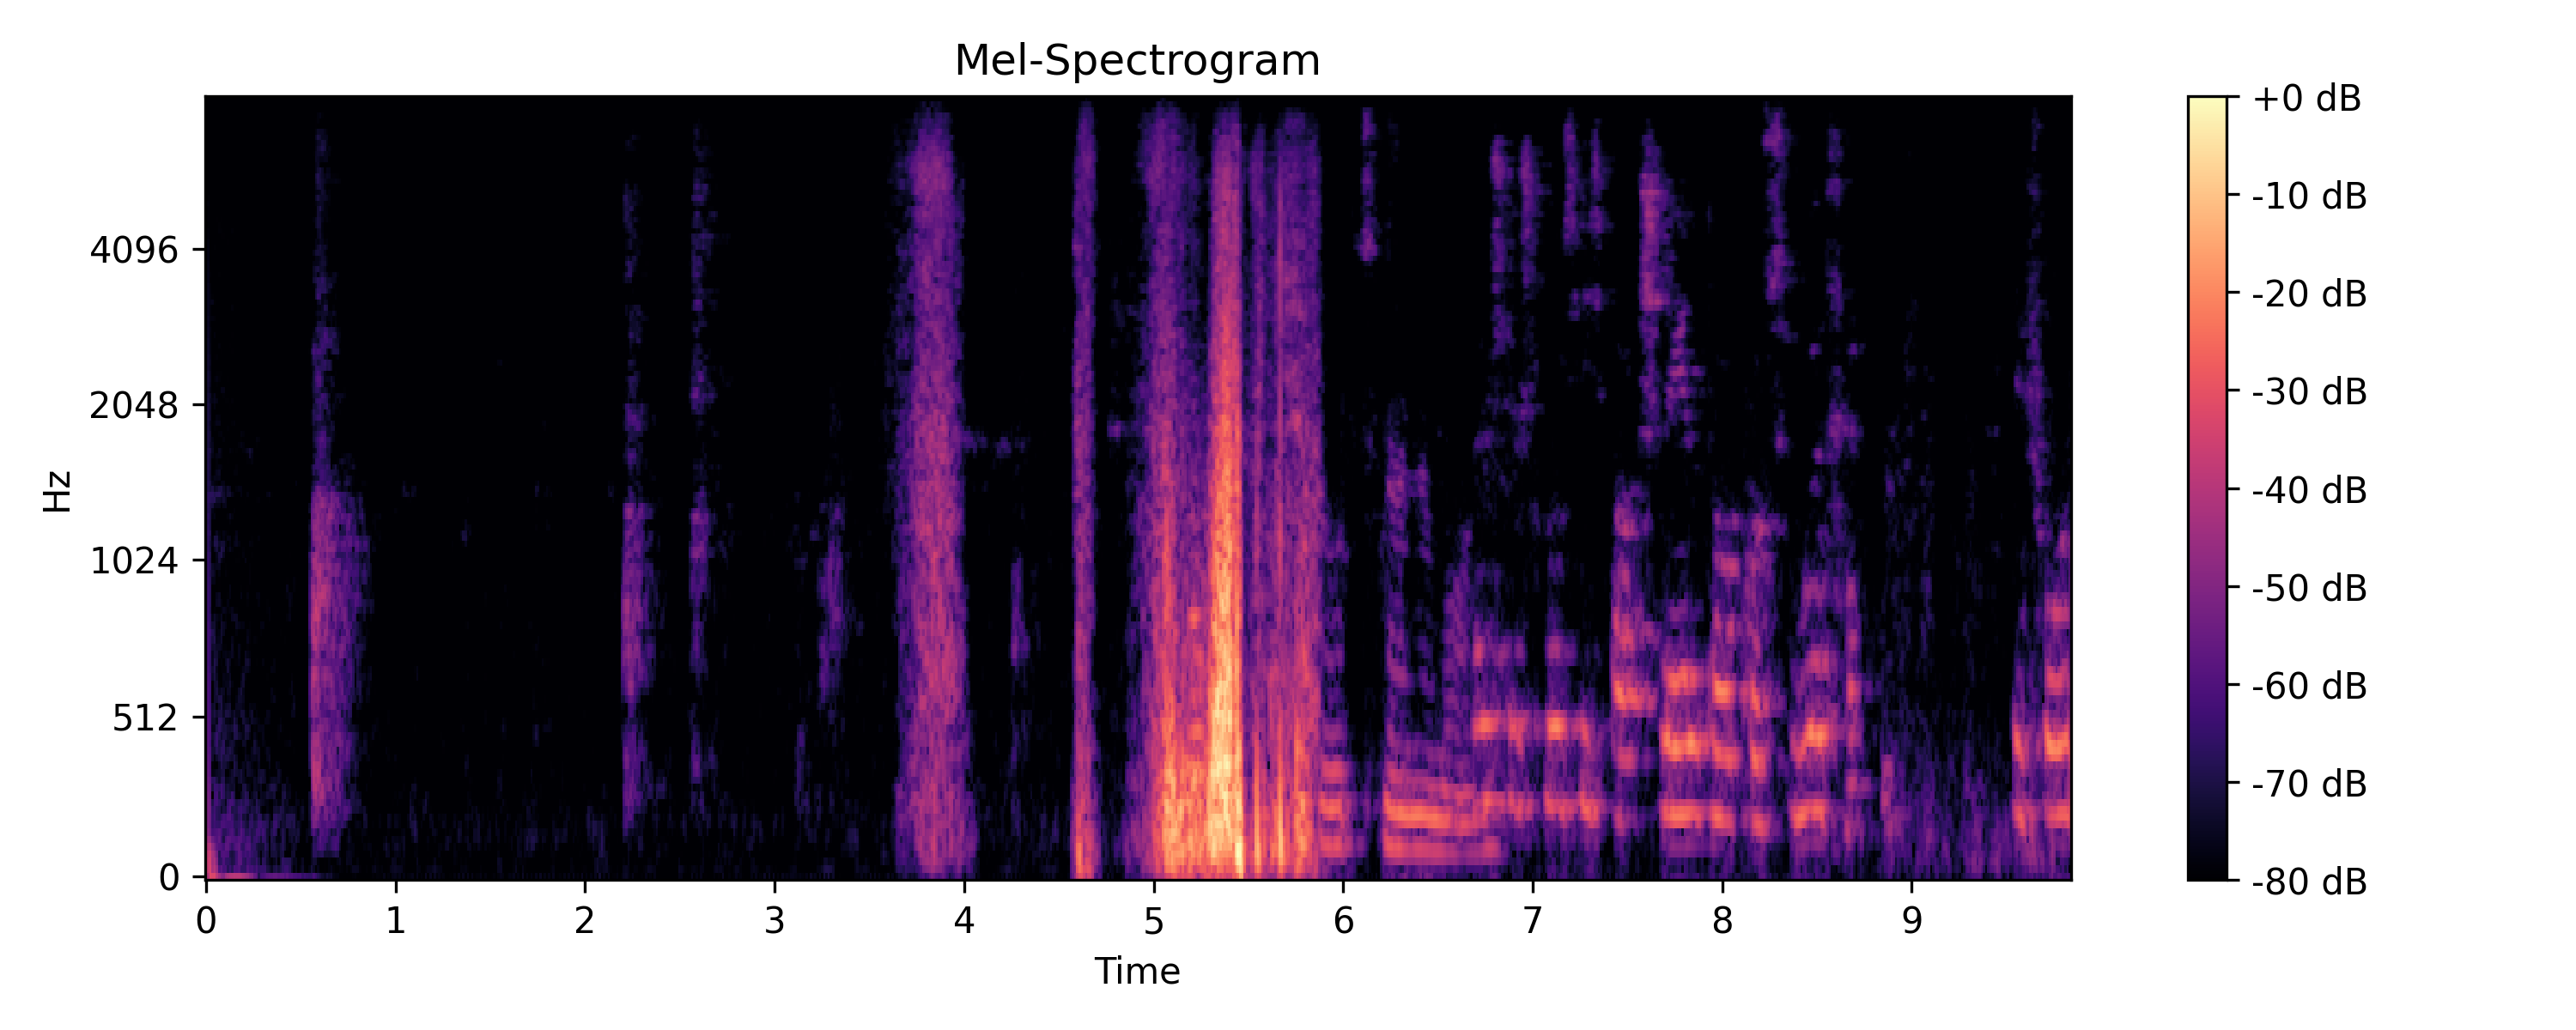 Mel-Spectrogram
+0 dB
-10 dB
4096
-20 dB
2048
-30 dB
Hz
-40 dB
1024
-50 dB
512
-60 dB
-70 dB
0
-80 dB
0 1 2 3 4 5 6 7 8 9
Time